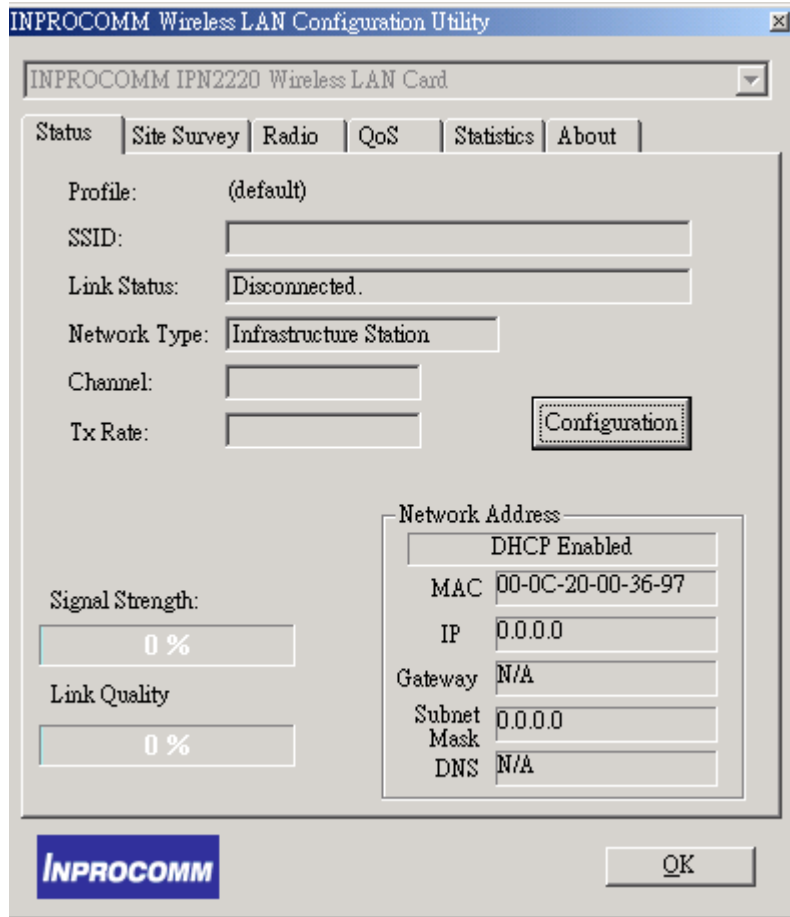 INPROCOMM Wireless LAN Configuration Utility
INPROCOMM IPN2220 Wireless LAN Card
Status Site Survey Radio QoS Statistics About
Profile: (default)
SSID:
Link Status: Disconnected.
Network Type: Infrastructure Station
Channel:
Tx Rate:
Configuration
Network Address
DHCP Enabled
MAC 00-0C-20-00-36-97
IP 0.0.0.0
Gateway N/A
Subnet Mask 0.0.0.0
DNS N/A
Signal Strength:
0 %
Link Quality
0 %
INPROCOMM
OK